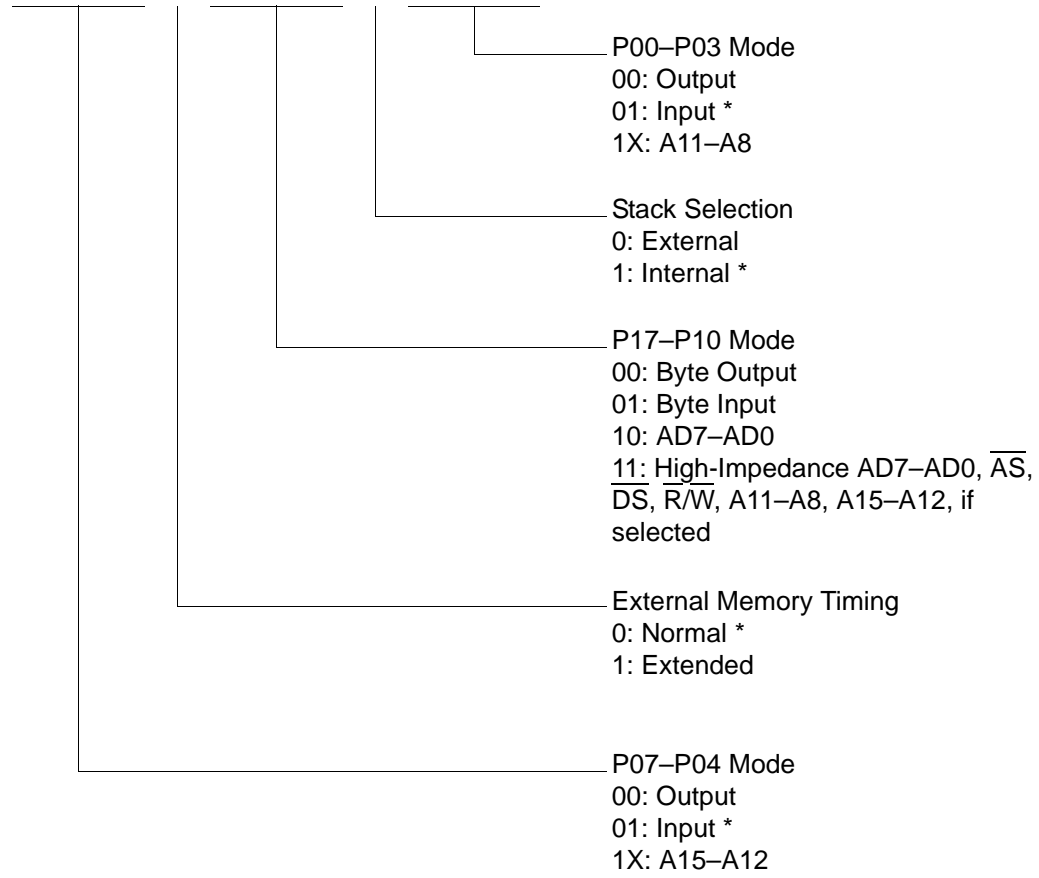 P00–P03 Mode
00: Output
01: Input *
1X: A11–A8
Stack Selection
0: External
1: Internal *
P17–P10 Mode
00: Byte Output
01: Byte Input
10: AD7–AD0
11: High-Impedance AD7–AD0, A̅S̅,
D̅S̅, R̅/W̅, A11–A8, A15–A12, if
selected
External Memory Timing
0: Normal *
1: Extended
P07–P04 Mode
00: Output
01: Input *
1X: A15–A12